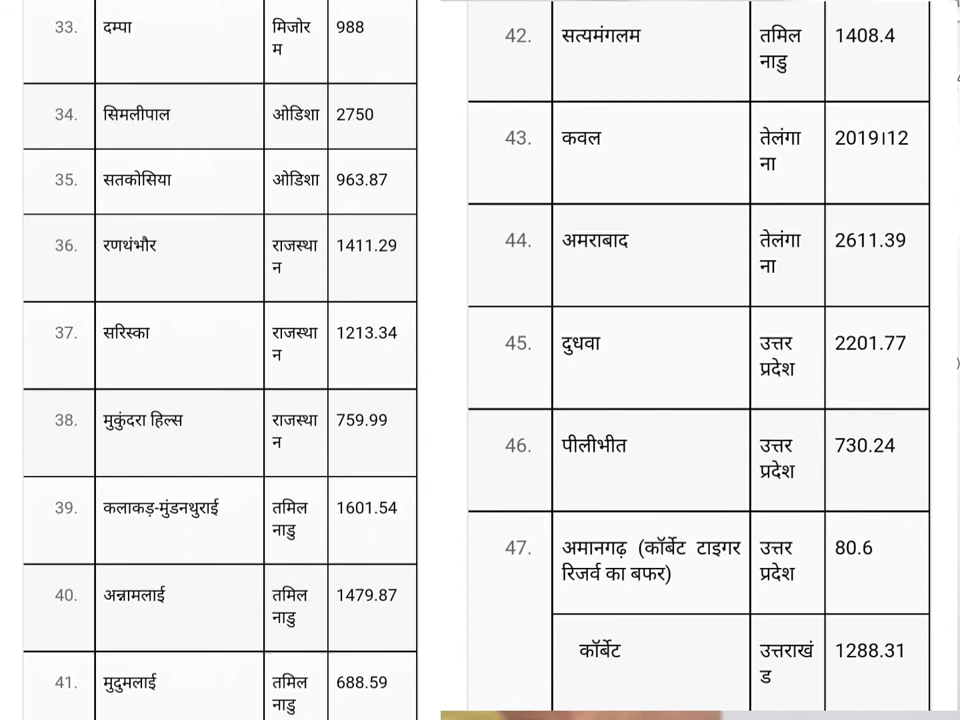 33. दम्पा मिजोर 988
म
34. सिमलीपाल ओडिशा 2750
35. सतकोसिया ओडिशा 963.87
36. रणथंभौर राजस्था 1411.29
न
37. सरिस्का राजस्था 1213.34
न
38. मुकुंदरा हिल्स राजस्था 759.99
न
39. कलाकड़-मुंडनथुराई तमिल 1601.54
नाडु
40. अन्नामलाई तमिल 1479.87
नाडु
41. मुदुमलाई तमिल 688.59
नाडु
42. सत्यमंगलम तमिल 1408.4
नाडु
43. कवल तेलंगा 2019।12
ना
44. अमराबाद तेलंगा 2611.39
ना
45. दुधवा उत्तर 2201.77
प्रदेश
46. पीलीभीत उत्तर 730.24
प्रदेश
47. अमानगढ़ (कॉर्बेट टाइगर उत्तर 80.6
रिजर्व का बफर) प्रदेश
कॉर्बेट उत्तराखं 1288.31
ड